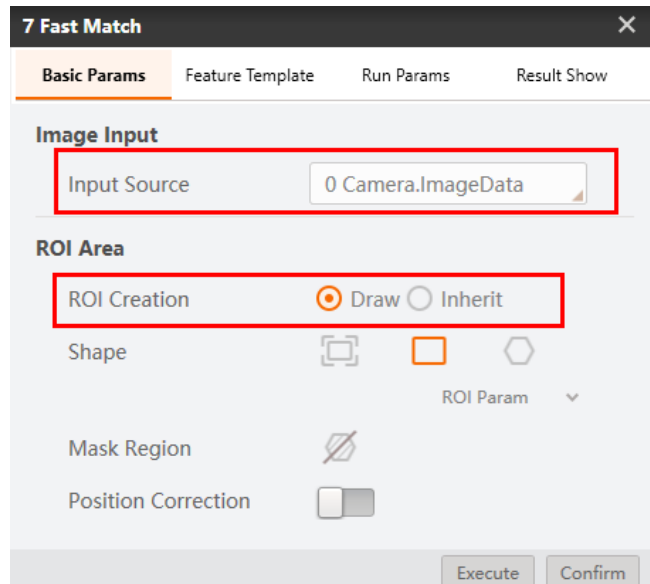 7 Fast Match
Basic Params Feature Template Run Params Result Show
Image Input
Input Source 0 Camera.ImageData
ROI Area
ROI Creation Draw Inherit
Shape
ROI Param
Mask Region
Position Correction
Execute Confirm